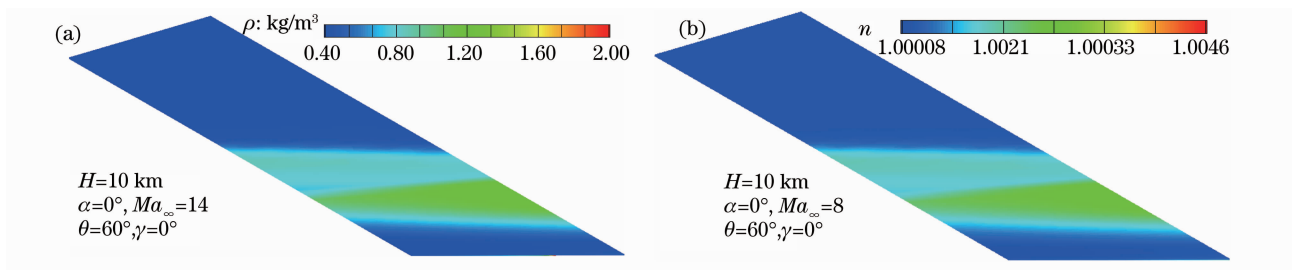 (a)
ρ: kg/m³
0.40 0.80 1.20 1.60 2.00
H=10 km
α=0°, Ma∞=14
θ=60°,γ=0°
(b)
n
1.00008 1.0021 1.00033 1.0046
H=10 km
α=0°, Ma∞=8
θ=60°,γ=0°